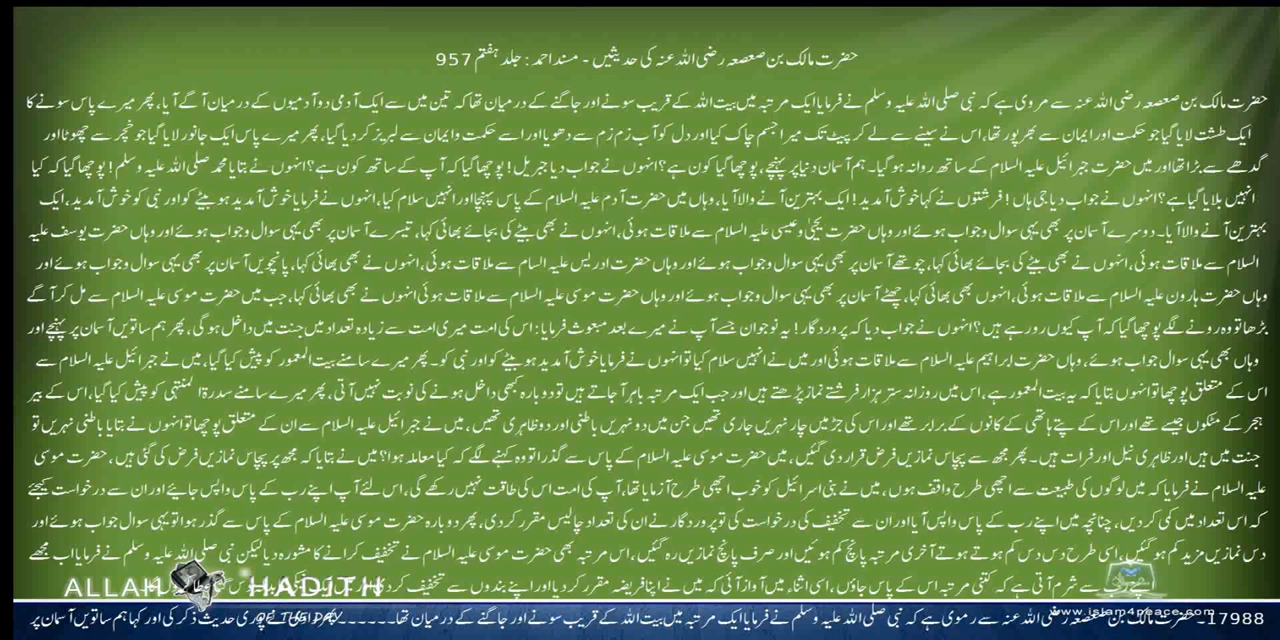 حضرت مالک بن صعصعہ رضی اللہ عنہ کی حدیثیں - مسند احمد: جلد ہفتم 957
حضرت مالک بن صعصعہ رضی اللہ عنہ سے مروی ہے کہ نبی صلی اللہ علیہ وسلم نے فرمایا ایک مرتبہ میں بیت اللہ کے قریب سونے اور جاگنے کے درمیان تھا کہ تین میں سے ایک آدمی دو آدمیوں کے درمیان آگے آیا، پھر میرے پاس سونے کا
ایک طشت لایا گیا جو حکمت اور ایمان سے بھرپور تھا، اس نے سینے سے لے کر پیٹ تک میرا جسم چاک کیا اور دل کو آب زم زم سے دھویا اور اسے حکمت وایمان سے لبریز کردیا گیا، پھر میرے پاس ایک جانور لایا گیا جو خچر سے چھوٹا اور
گدھے سے بڑا تھا اور میں حضرت جبرائیل علیہ السلام کے ساتھ روانہ ہوگیا۔ ہم آسمان دنیا پر پہنچے، پوچھا گیا کون ہے؟ انہوں نے جواب دیا جبریل! پوچھا گیا کہ آپ کے ساتھ کون ہے؟ انہوں نے بتایا محمد صلی اللہ علیہ وسلم! پوچھا گیا کہ کیا
انہیں بلایا گیا ہے؟ انہوں نے جواب دیا جی ہاں! فرشتوں نے کہا خوش آمدید! ایک بہترین آنے والا آیا، وہاں میں حضرت آدم علیہ السلام کے پاس پہنچا اور انہیں سلام کیا، انہوں نے فرمایا خوش آمدید ہو بیٹے کو اور نبی کو خوش آمدید، ایک
بہترین آنے والا آیا۔ دوسرے آسمان پر بھی یہی سوال وجواب ہوئے اور وہاں حضرت یحییٰ وعیسی علیہ السلام سے ملاقات ہوئی، انہوں نے بھی بیٹے کی بجائے بھائی کہا، تیسرے آسمان پر بھی یہی سوال وجواب ہوئے اور وہاں حضرت یوسف علیہ
السلام سے ملاقات ہوئی، انہوں نے بھی بیٹے کی بجائے بھائی کہا، چوتھے آسمان پر بھی یہی سوال وجواب ہوئے اور وہاں حضرت ادریس علیہ السام سے ملاقات ہوئی، انہوں نے بھی بھائی کہا، پانچویں آسمان پر بھی یہی سوال وجواب ہوئے اور
وہاں حضرت ہارون علیہ السلام سے ملاقات ہوئی، انہوں بھی بھائی کہا، چھٹے آسمان پر بھی یہی سوال وجواب ہوئے اور وہاں حضرت موسی علیہ السلام سے ملاقات ہوئی انہوں نے بھی بھائی کہا، جب میں حضرت موسی علیہ السلام سے مل کر آگے
بڑھا تو وہ رونے لگے پوچھا گیا کہ آپ کیوں رورہے ہیں؟ انہوں نے جواب دیا کہ پروردگار! یہ نوجوان جسے آپ نے میرے بعد مبعوث فرمایا: اس کی امت میری امت سے زیادہ تعداد میں جنت میں داخل ہوگی، پھر ہم ساتویں آسمان پر پہنچے اور
وہاں بھی یہی سوال جواب ہوئے، وہاں حضرت ابراہیم علیہ السلام سے ملاقات ہوئی اور میں نے انہیں سلام کیا تو انہوں نے فرمایا خوش آمدید ہو بیٹے کو اور نبی کو۔ پھر میرے سامنے بیت المعمور کو پیش کیا گیا، میں نے جبرائیل علیہ السلام سے
اس کے متعلق پوچھا تو انہوں بتایا کہ یہ بیت المعمور ہے، اس میں روزانہ ستر ہزار فرشتے نماز پڑھتے ہیں اور جب ایک مرتبہ باہر آجاتے ہیں تو دوبارہ کبھی داخل ہونے کی نوبت نہیں آتی، پھر میرے سامنے سدرۃ المنتہی کو پیش کیا گیا، اس کے بیر
ہجر کے مٹکوں جیسے تھے اور اس کے پتے ہاتھی کے کانوں کے برابر تھے اور اس کی جڑ میں چار نہریں جاری تھیں جن میں دو نہریں باطنی اور دو ظاہری تھیں، میں نے جبرائیل علیہ السلام سے ان کے متعلق پوچھا تو انہوں نے بتایا باطنی نہریں تو
جنت میں ہیں اور ظاہری نیل اور فرات ہیں۔ پھر مجھ سے پچاس نمازیں فرض قرار دی گئیں، میں حضرت موسی علیہ السلام کے پاس سے گذرا تو وہ کہنے لگے کہ کیا معاملہ ہوا؟ میں نے بتایا کہ مجھ پر پچاس نمازیں فرض کی گئی ہیں، حضرت موسی
علیہ السلام نے فرمایا کہ میں لوگوں کی طبیعت سے اچھی طرح واقف ہوں، میں نے بنی اسرائیل کو خوب اچھی طرح آزمایا تھا، آپ کی امت اس کی طاقت نہیں رکھے گی، اس لئے آپ اپنے رب کے پاس واپس جائیے اور ان سے درخواست کیجئے
کہ اس تعداد میں کمی کردیں، چنانچہ میں اپنے رب کے پاس واپس آیا اور ان سے تخفیف کی درخواست کی تو پروردگار نے ان کی تعداد چالیس مقرر کردی، پھر دوبارہ حضرت موسی علیہ السلام کے پاس سے گذر ہوا تو یہی سوال جواب ہوئے اور
دس نمازیں مزید کم ہوگئیں، اسی طرح دس دس کم ہوتے ہوتے آخری مرتبہ پانچ کم ہوئیں اور صرف پانچ نمازیں رہ گئیں، اس مرتبہ بھی حضرت موسی علیہ السلام نے تخفیف کرانے کا مشورہ دیا لیکن نبی صلی اللہ علیہ وسلم نے فرمایا اب مجھے
سے شرم آتی ہے کہ کتنی مرتبہ اس کے پاس جاؤں، اسی اثناء میں آواز آئی کہ میں نے اپنا فریضہ مقرر کردیا اور اپنے بندوں سے تخفیف کر
ALLAH HADITH
OF THE DAY
www.islam4peace.com
17988-حضرت مالک بن صعصعہ رضی اللہ عنہ سے مروی ہے کہ نبی صلی اللہ علیہ وسلم نے فرمایا ایک مرتبہ میں بیت اللہ کے قریب سونے اور جاگنے کے درمیان تھا۔۔۔۔۔۔ پوری حدیث ذکر کی اور کہا ہم ساتویں آسمان پر